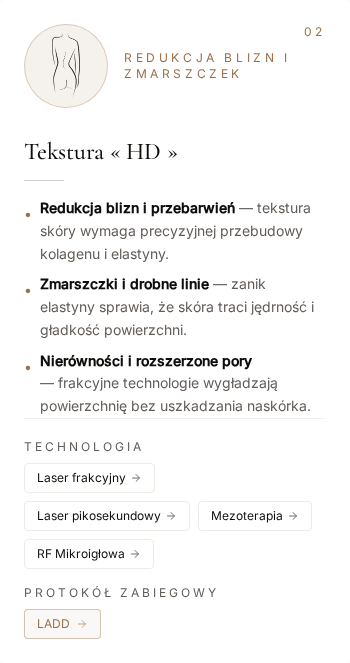 02
REDUKCJA BLIZN I
ZMARSZCZEK
Tekstura « HD »
• Redukcja blizn i przebarwień — tekstura
skóry wymaga precyzyjnej przebudowy
kolagenu i elastyny.
• Zmarszczki i drobne linie — zanik
elastyny sprawia, że skóra traci jędrność i
gładkość powierzchni.
• Nierówności i rozszerzone pory
— frakcyjne technologie wygładzają
powierzchnię bez uszkadzania naskórka.
TECHNOLOGIA
Laser frakcyjny →
Laser pikosekundowy → Mezoterapia →
RF Mikroigłowa →
PROTOKÓŁ ZABIEGOWY
LADD →